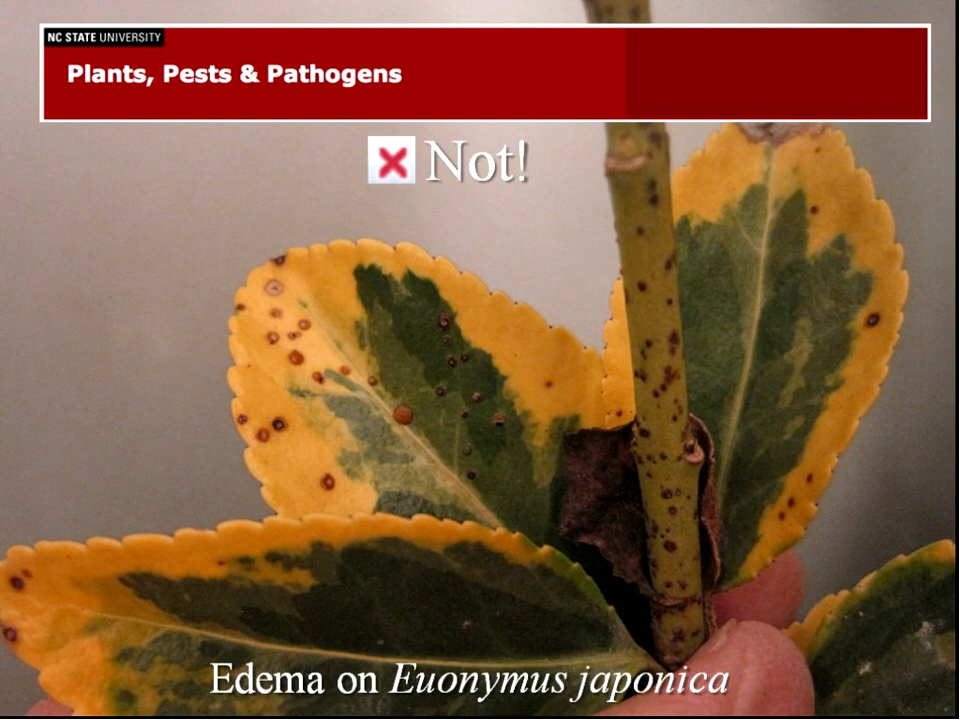 NC STATE UNIVERSITY
Plants, Pests & Pathogens
Not!
Edema on Euonymus japonica